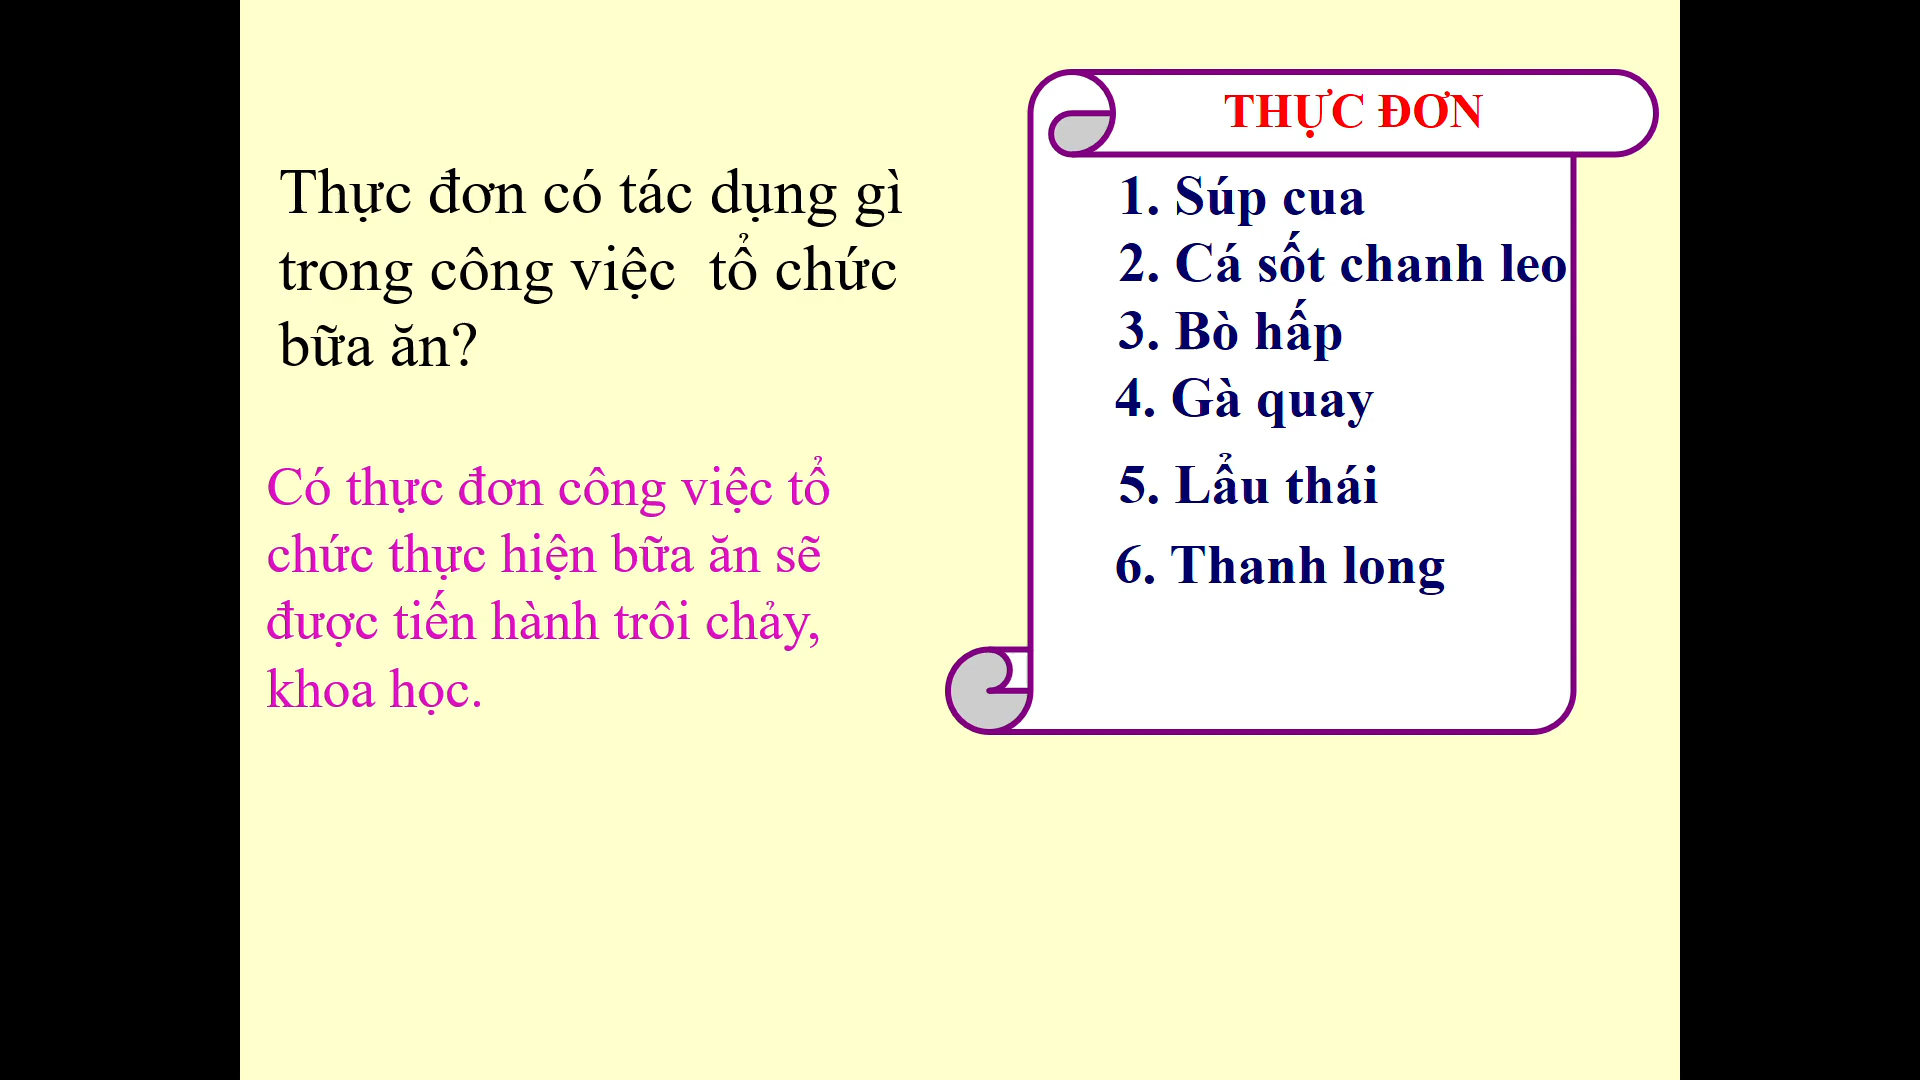 Thực đơn có tác dụng gì
trong công việc  tổ chức
bữa ăn?
Có thực đơn công việc tổ
chức thực hiện bữa ăn sẽ
được tiến hành trôi chảy,
khoa học.
THỰC ĐƠN
1. Súp cua
2. Cá sốt chanh leo
3. Bò hấp
4. Gà quay
5. Lẩu thái
6. Thanh long